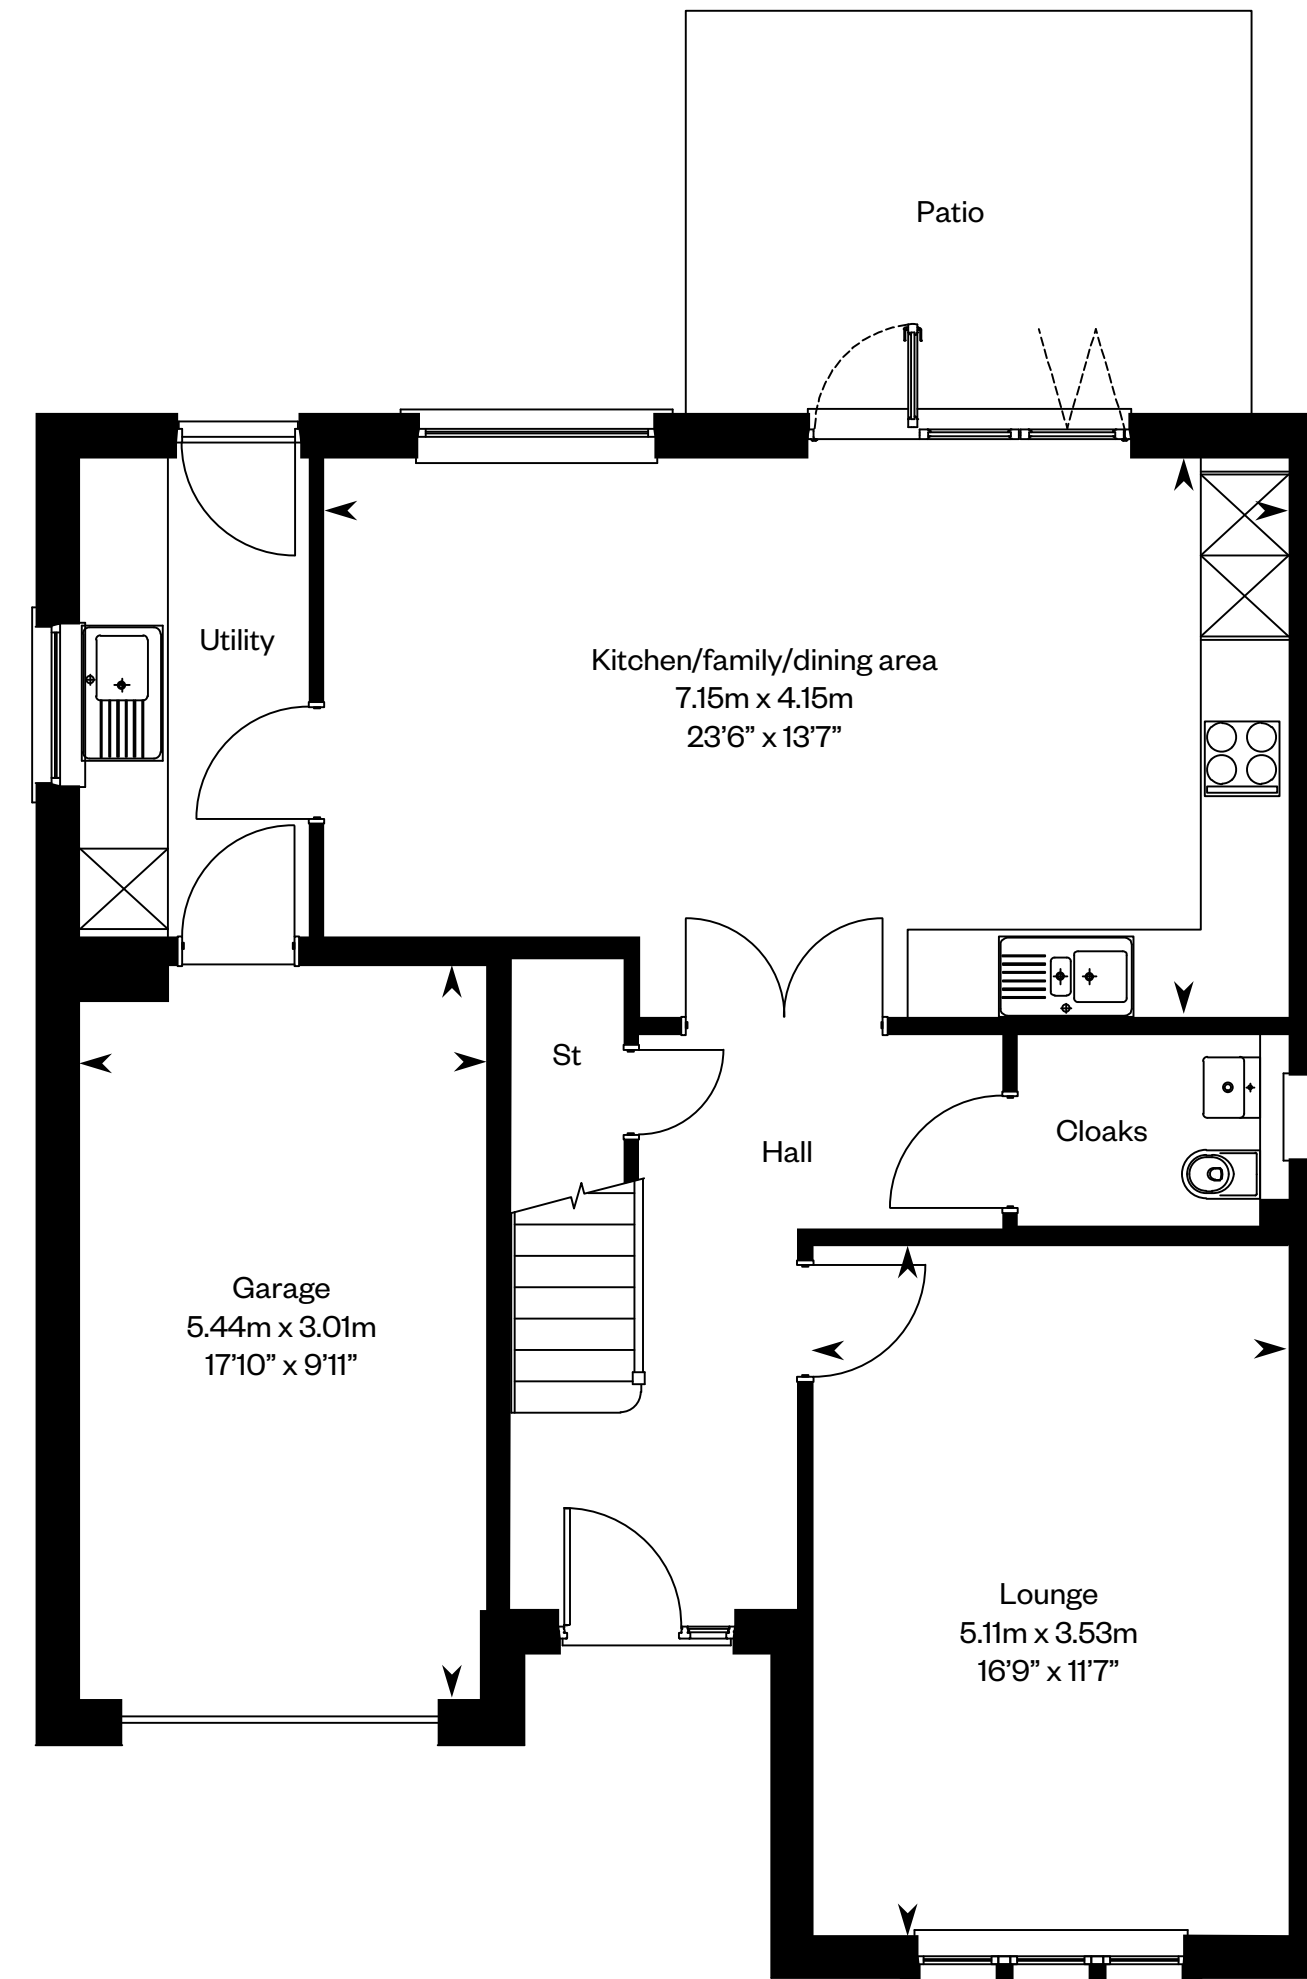 Patio
Utility
Kitchen/family/dining area
7.15m x 4.15m
23’6” x 13’7”
St
Cloaks
Hall
Garage
5.44m x 3.01m
17’10” x 9’11”
Lounge
5.11m x 3.53m
16’9” x 11’7”